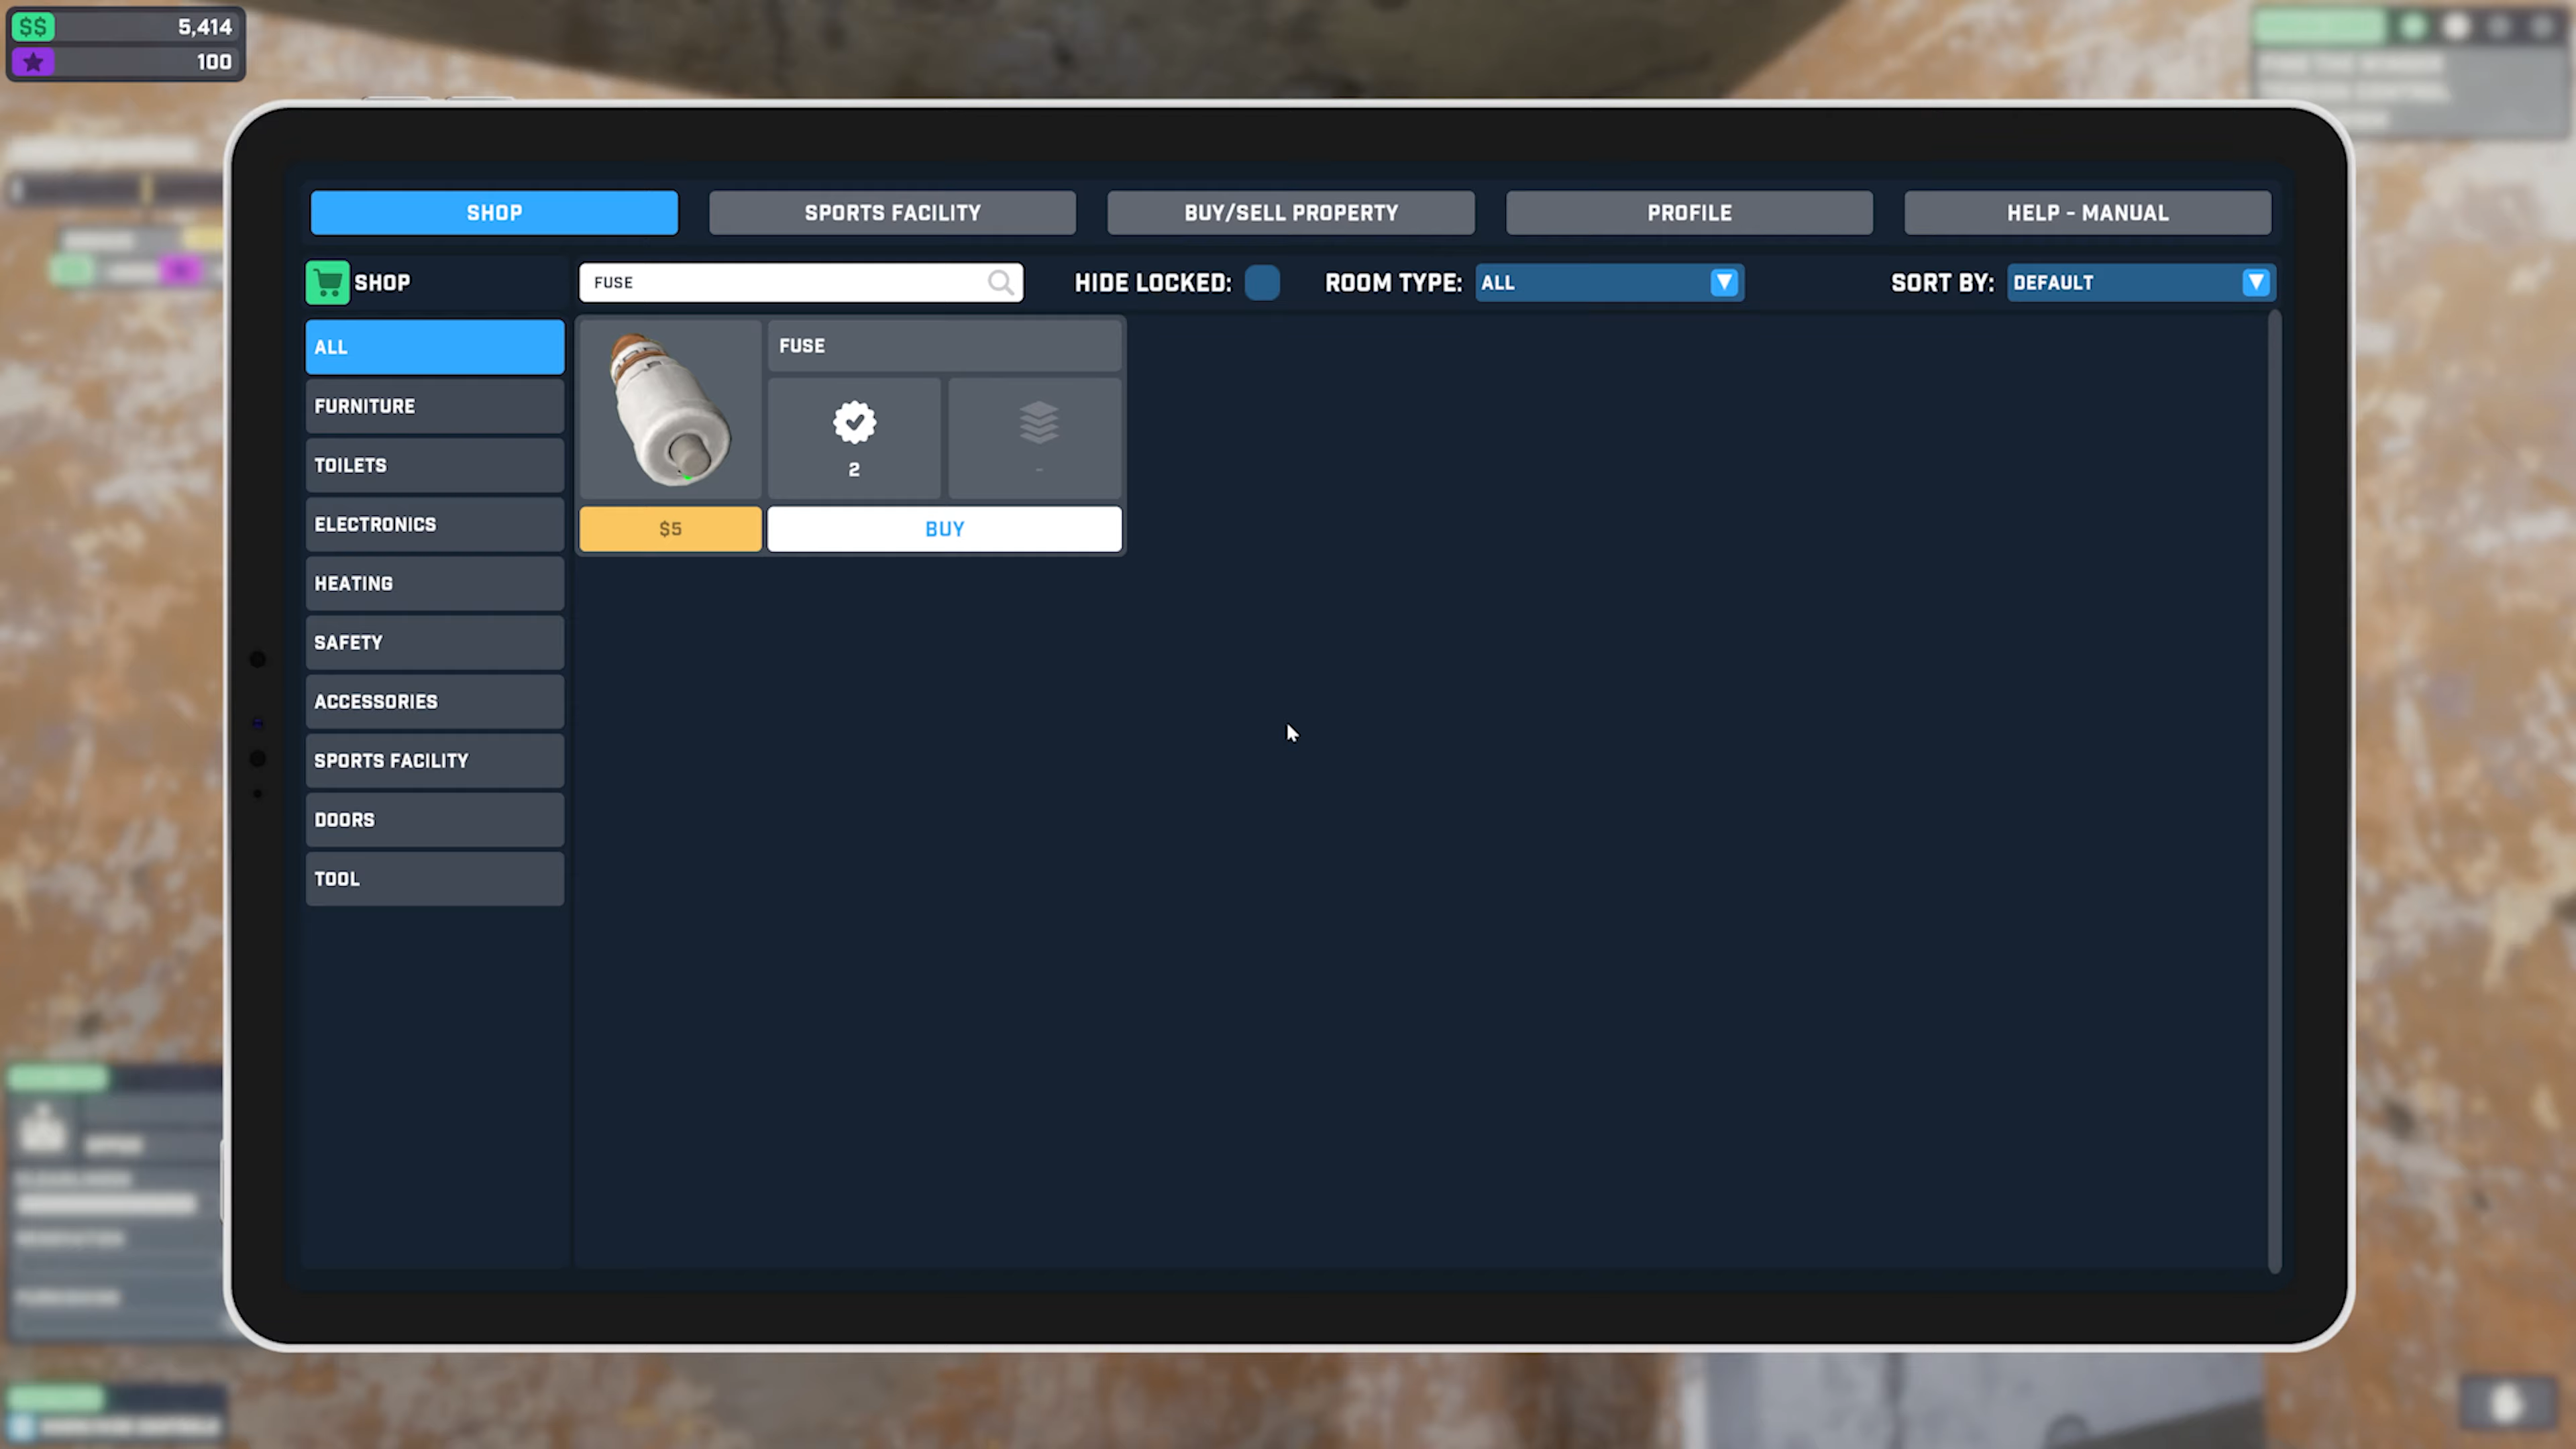 $$ 5,414
100
SHOP
SPORTS FACILITY
BUY/SELL PROPERTY
PROFILE
HELP - MANUAL
SHOP
FUSE
HIDE LOCKED:
ROOM TYPE:
ALL
SORT BY:
DEFAULT
ALL
FURNITURE
TOILETS
ELECTRONICS
HEATING
SAFETY
ACCESSORIES
SPORTS FACILITY
DOORS
TOOL
FUSE
2
-
$5
BUY